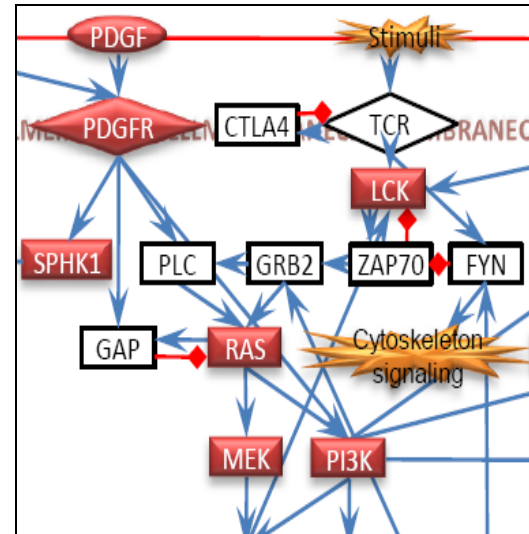 PDGF
Stimuli
PDGFR
CTLA4
TCR
LCK
SPHK1
PLC
GRB2
ZAP70
FYN
GAP
RAS
Cytoskeleton
signaling
MEK
PI3K